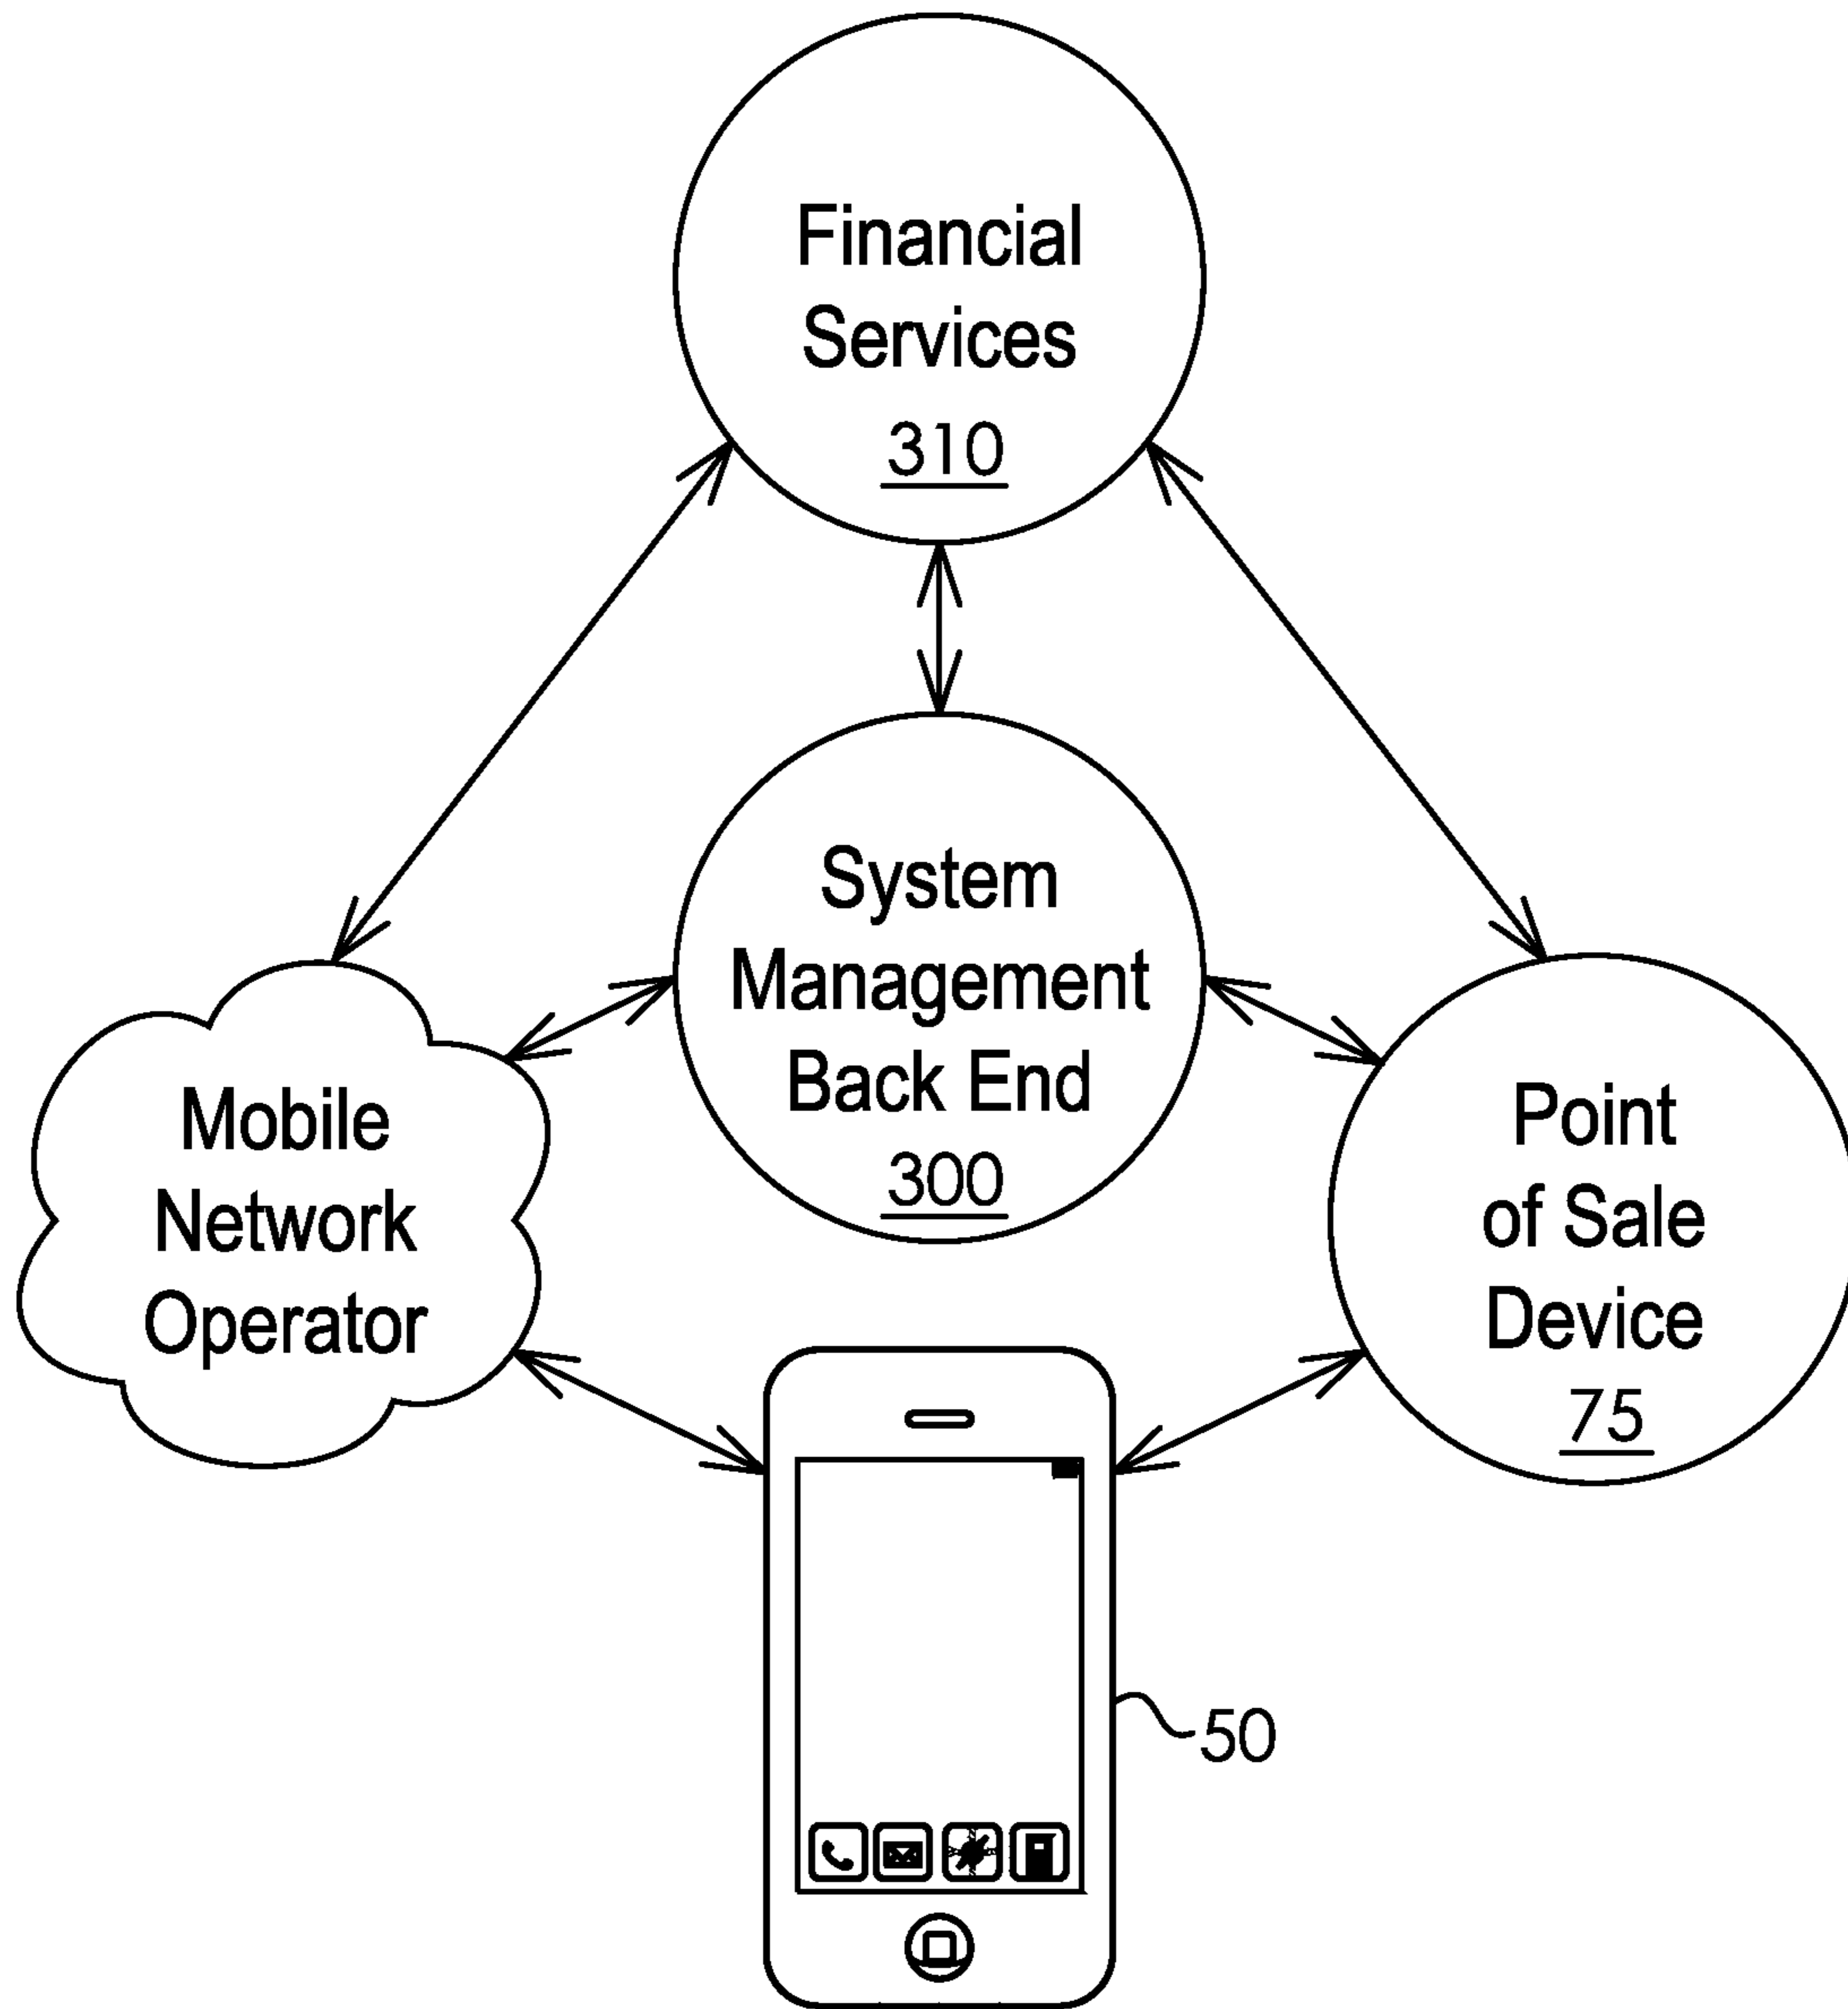 Financial
Services
310
System
Management
Back End
300
Mobile
Network
Operator
Point
of Sale
Device
75
50